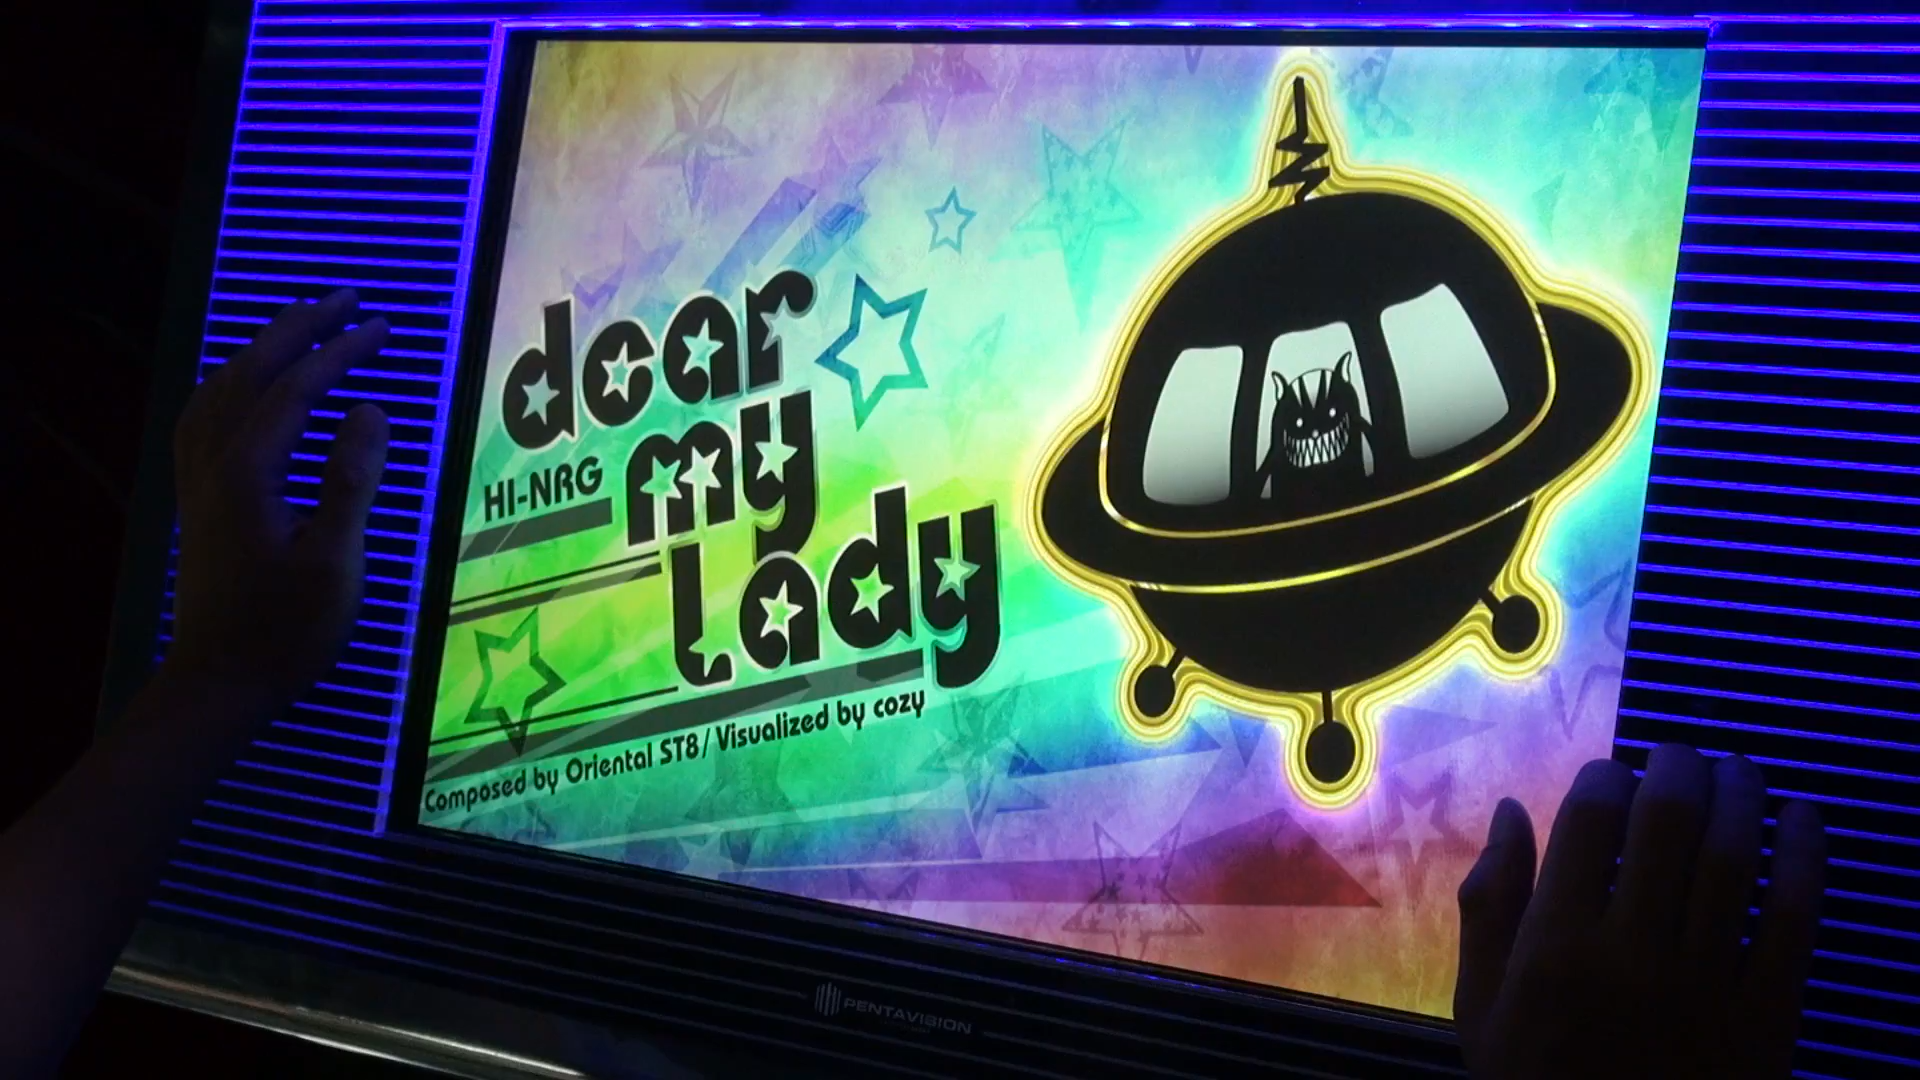 dear
my
HI-NRG
lady
Composed by Oriental ST8/Visualized by cozy
PENTAVISION